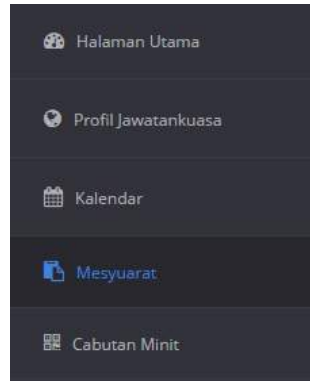 Halaman Utama
Profil Jawatankuasa
Kalendar
Mesyuarat
Cabutan Minit